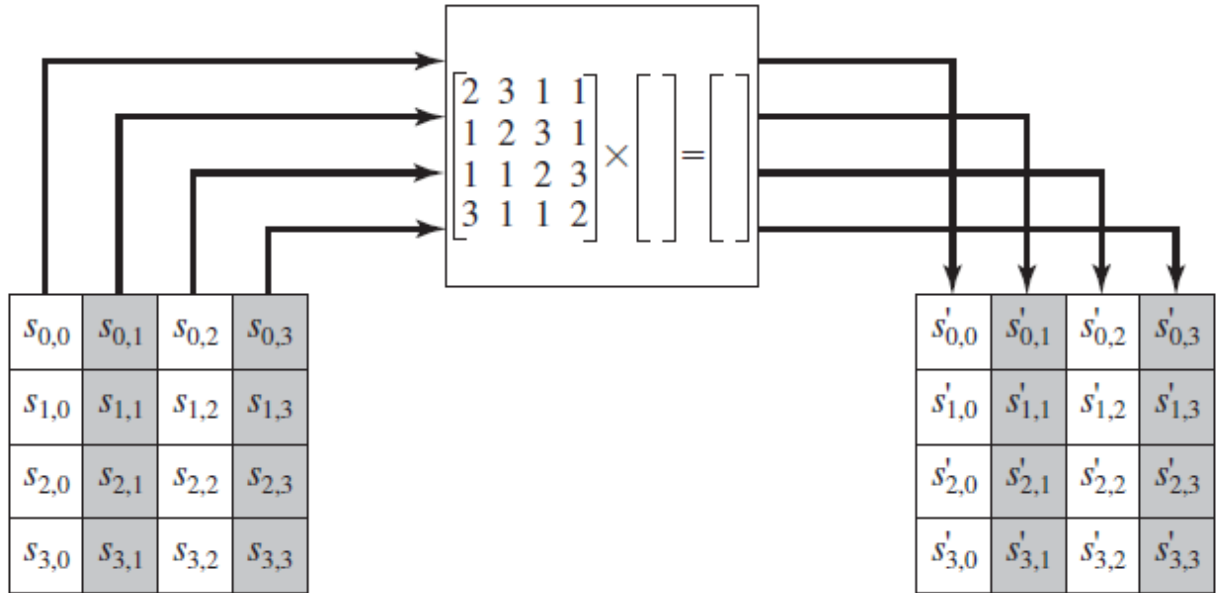 2 3 1 1
1 2 3 1
1 1 2 3
3 1 1 2
× =
s0,0 s0,1 s0,2 s0,3
s1,0 s1,1 s1,2 s1,3
s2,0 s2,1 s2,2 s2,3
s3,0 s3,1 s3,2 s3,3
s'0,0 s'0,1 s'0,2 s'0,3
s'1,0 s'1,1 s'1,2 s'1,3
s'2,0 s'2,1 s'2,2 s'2,3
s'3,0 s'3,1 s'3,2 s'3,3